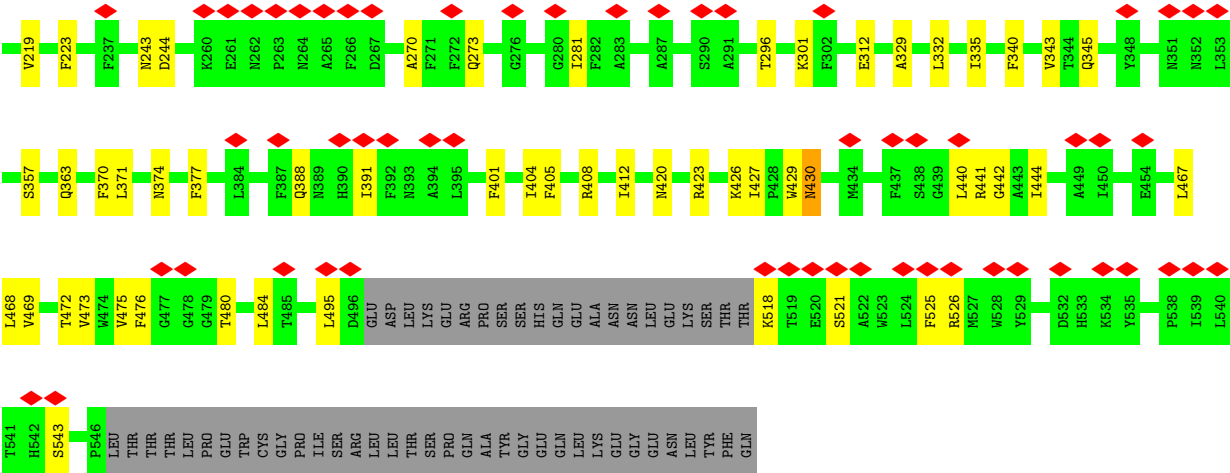 V219 F223 F237 N243 D244 K260 E261 N262 P263 N264 A265 F266 D267 A270 F271 F272 Q273 G276 G280 I281 F282 A283 A287 S290 A291 T296 K301 F302 E312 A329 L332 I335 F340 V343 T344 Q345 Y348 N351 N352 L353
S357 Q363 F370 L371 N374 F377 L384 F387 Q388 N389 H390 I391 F392 N393 A394 L395 F401 I404 F405 R408 I412 N420 R423 K426 I427 P428 W429 N430 M434 F437 S438 G439 L440 R441 G442 A443 I444 A449 I450 E454 L467
L468 V469 T472 V473 W474 V475 F476 G477 G478 G479 T480 L484 T485 L495 D496 GLU ASP LEU LYS GLU ARG PRO SER SER HIS GLN GLU ALA ASN ASN LEU GLU LYS SER THR THR K518 T519 E520 S521 A522 W523 L524 F525 R526 M527 W528 Y529 D532 H533 K534 Y535 P538 I539 L540
T541 H542 S543 P546 LEU THR THR THR LEU PRO GLU TRP CYS GLY PRO ILE SER ARG LEU LEU THR SER PRO GLN ALA TYR GLY GLU GLN LEU LYS GLU GLY GLU ASN LEU TYR PHE GLN